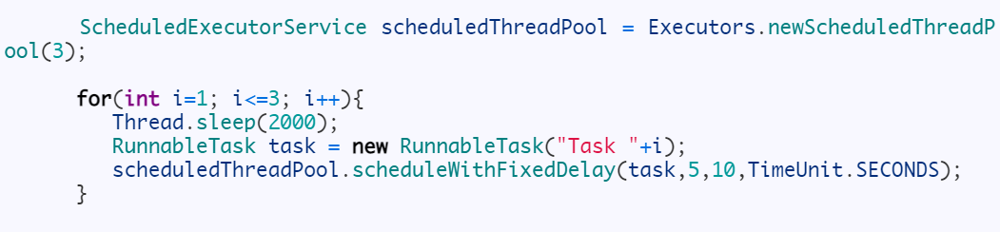 ScheduledExecutorService scheduledThreadPool = Executors.newScheduledThreadP
ool(3);
for(int i=1; i<=3; i++){
Thread.sleep(2000);
RunnableTask task = new RunnableTask("Task "+i);
scheduledThreadPool.scheduleWithFixedDelay(task,5,10,TimeUnit.SECONDS);
}